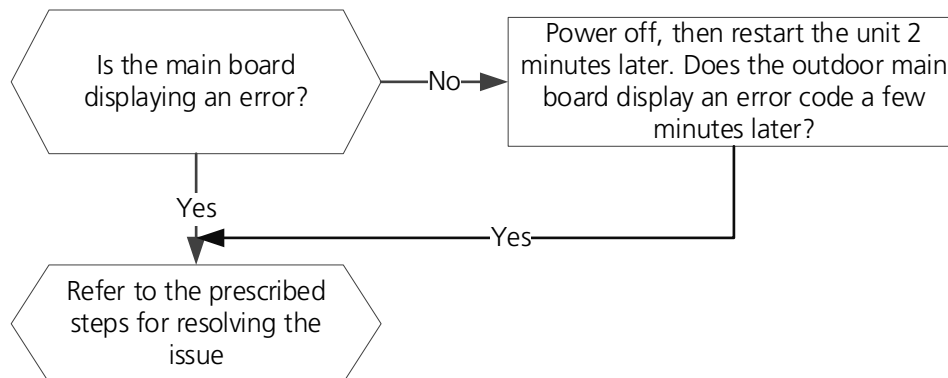 Is the main board
displaying an error?
No
Power off, then restart the unit 2
minutes later. Does the outdoor main
board display an error code a few
minutes later?
Yes
Yes
Refer to the prescribed
steps for resolving the
issue